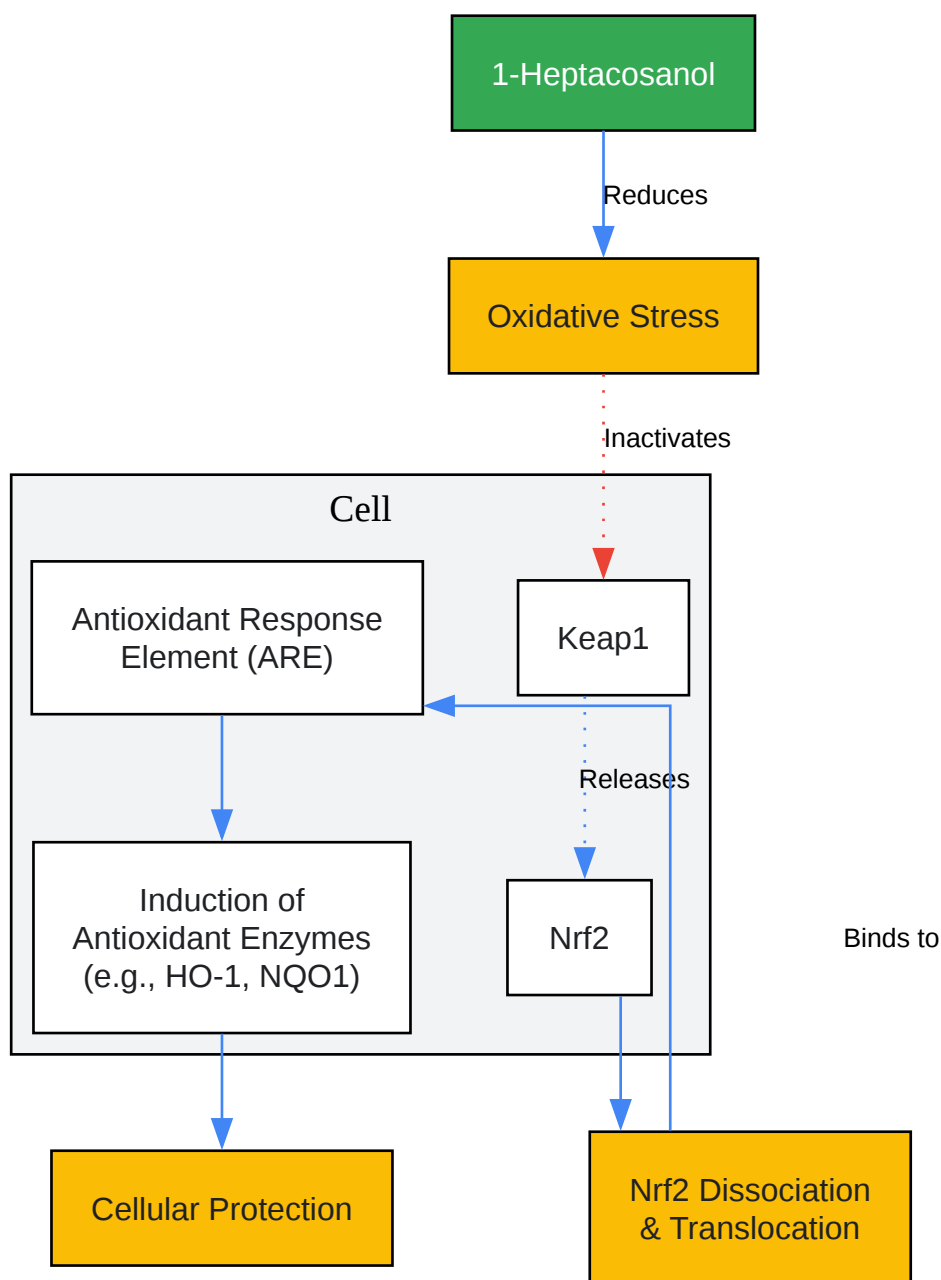 1-Heptacosanol
Reduces
Oxidative Stress
Inactivates
Cell
Antioxidant Response
Element (ARE)
Keap1
Releases
Induction of
Antioxidant Enzymes
(e.g., HO-1, NQO1)
Nrf2
Binds to
Cellular Protection
Nrf2 Dissociation
& Translocation